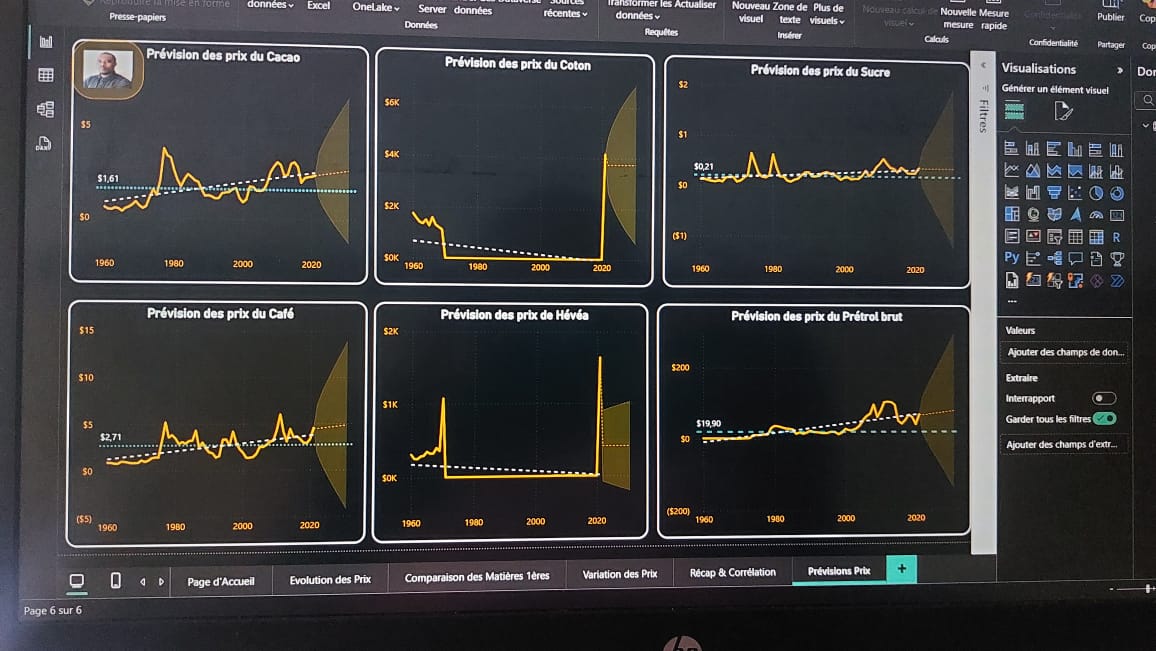 Reproduire la mise en forme
Presse-papiers
données
Excel
OneLake
Server
données
récentes
Données
Transformer les Actualiser
données
Requêtes
Nouveau Zone de Plus de
visuel texte visuels
Insérer
Nouveau calcul de
visuel
Nouvelle Mesure
mesure rapide
Calculs
Confidentialité
Confidentialité
Publier
Partager
Cop
Prévision des prix du Cacao
$5
$1,61
$0
1960 1980 2000 2020
Prévision des prix du Coton
$6K
$4K
$2K
$0K
1960 1980 2000 2020
Prévision des prix du Sucre
$2
$1
$0,21
$0
($1)
1960 1980 2000 2020
Prévision des prix du Café
$15
$10
$5
$2,71
$0
($5)
1960 1980 2000 2020
Prévision des prix de Hévéa
$2K
$1K
$0K
1960 1980 2000 2020
Prévision des prix du Prétrol brut
$200
$19,90
$0
($200)
1960 1980 2000 2020
Filtres
Visualisations
Générer un élément visuel
R
Py
...
Valeurs
Ajouter des champs de don...
Extraire
Interrapport
Garder tous les filtres
Ajouter des champs d'extr...
Page d'Accueil
Evolution des Prix
Comparaison des Matières 1ères
Variation des Prix
Récap & Corrélation
Prévisions Prix
+
Page 6 sur 6